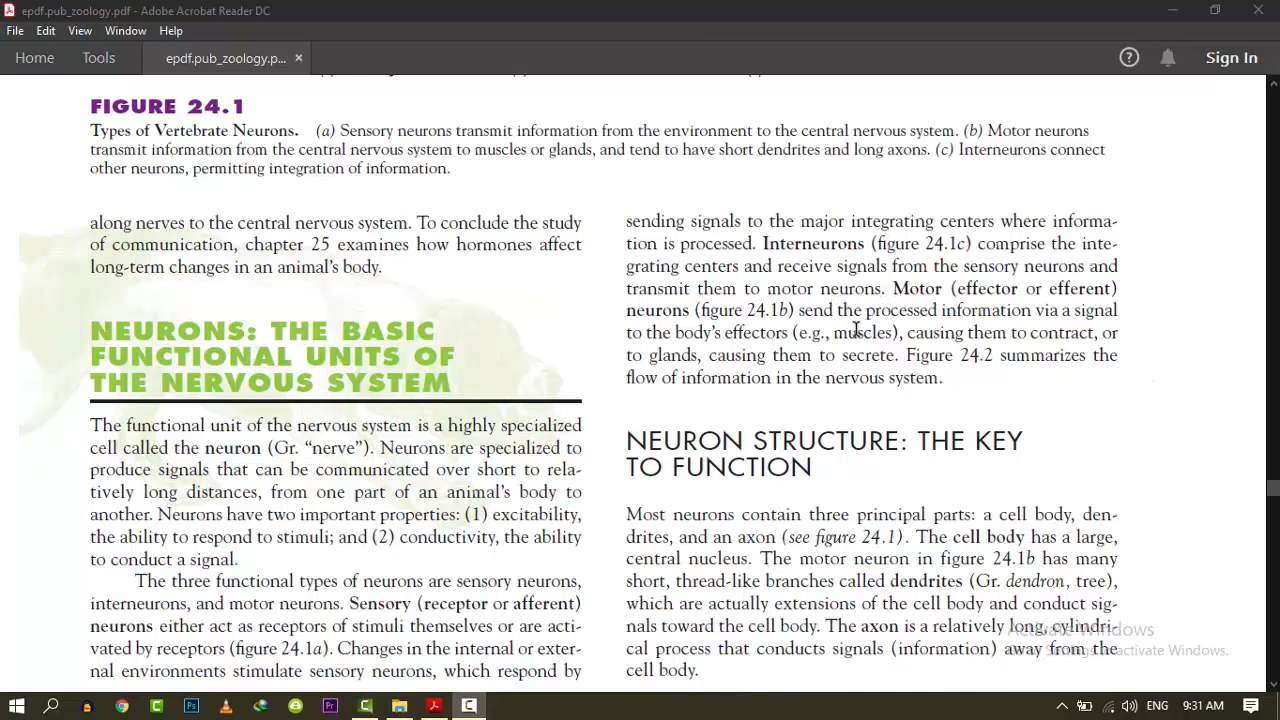 epdf.pub_zoology.pdf - Adobe Acrobat Reader DC
File Edit View Window Help
Home Tools epdf.pub_zoology.p... × Sign In
FIGURE 24.1
Types of Vertebrate Neurons. (a) Sensory neurons transmit information from the environment to the central nervous system. (b) Motor neurons
transmit information from the central nervous system to muscles or glands, and tend to have short dendrites and long axons. (c) Interneurons connect
other neurons, permitting integration of information.
along nerves to the central nervous system. To conclude the study
of communication, chapter 25 examines how hormones affect
long-term changes in an animal's body.
NEURONS: THE BASIC
FUNCTIONAL UNITS OF
THE NERVOUS SYSTEM
The functional unit of the nervous system is a highly specialized
cell called the neuron (Gr. "nerve"). Neurons are specialized to
produce signals that can be communicated over short to rela-
tively long distances, from one part of an animal's body to
another. Neurons have two important properties: (1) excitability,
the ability to respond to stimuli; and (2) conductivity, the ability
to conduct a signal.
The three functional types of neurons are sensory neurons,
interneurons, and motor neurons. Sensory (receptor or afferent)
neurons either act as receptors of stimuli themselves or are acti-
vated by receptors (figure 24.1a). Changes in the internal or exter-
nal environments stimulate sensory neurons, which respond by
sending signals to the major integrating centers where informa-
tion is processed. Interneurons (figure 24.1c) comprise the inte-
grating centers and receive signals from the sensory neurons and
transmit them to motor neurons. Motor (effector or efferent)
neurons (figure 24.1b) send the processed information via a signal
to the body's effectors (e.g., muscles), causing them to contract, or
to glands, causing them to secrete. Figure 24.2 summarizes the
flow of information in the nervous system.
NEURON STRUCTURE: THE KEY
TO FUNCTION
Most neurons contain three principal parts: a cell body, den-
drites, and an axon (see figure 24.1). The cell body has a large,
central nucleus. The motor neuron in figure 24.1b has many
short, thread-like branches called dendrites (Gr. dendron, tree),
which are actually extensions of the cell body and conduct sig-
nals toward the cell body. The axon is a relatively long, cylindri-
cal process that conducts signals (information) away from the
cell body.
Activate Windows
Go to Settings to activate Windows.
ENG 9:31 AM